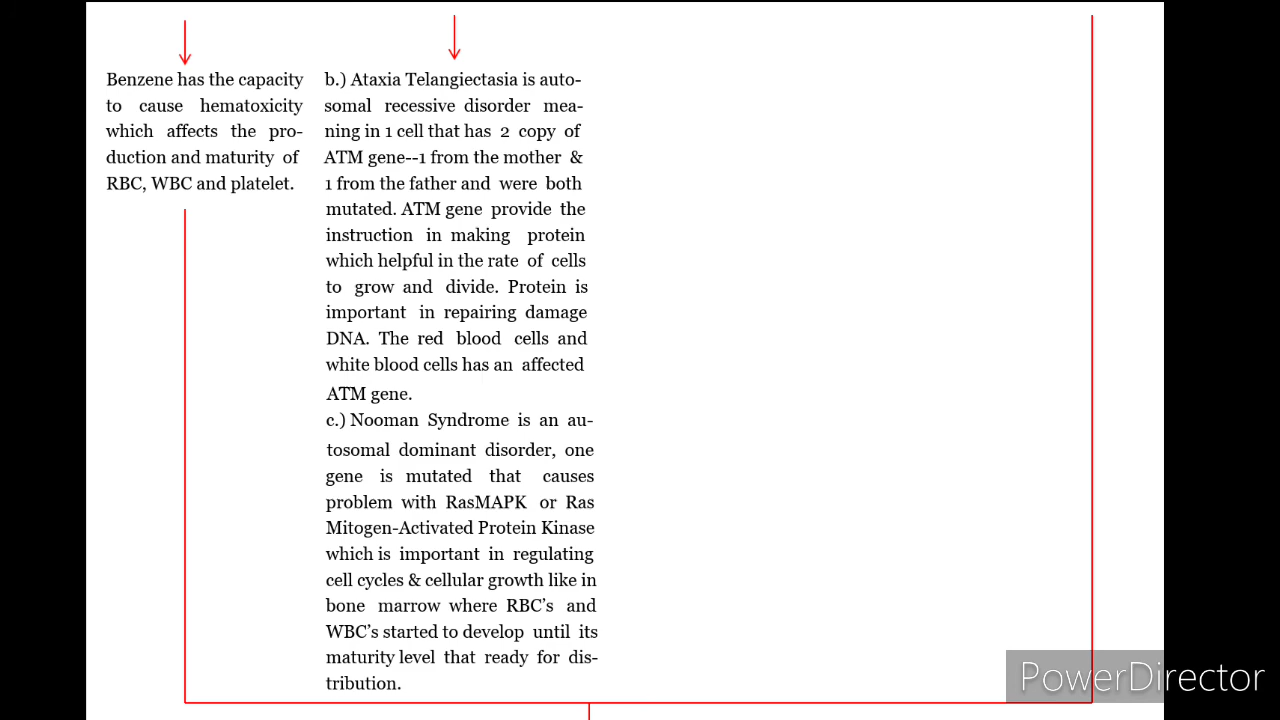 Benzene has the capacity
to cause hematoxicity
which affects the pro-
duction and maturity of
RBC, WBC and platelet.
b.) Ataxia Telangiectasia is auto-
somal recessive disorder mea-
ning in 1 cell that has 2 copy of
ATM gene--1 from the mother &
1 from the father and were both
mutated. ATM gene provide the
instruction in making protein
which helpful in the rate of cells
to grow and divide. Protein is
important in repairing damage
DNA. The red blood cells and
white blood cells has an affected
ATM gene.
c.) Nooman Syndrome is an au-
tosomal dominant disorder, one
gene is mutated that causes
problem with RasMAPK or Ras
Mitogen-Activated Protein Kinase
which is important in regulating
cell cycles & cellular growth like in
bone marrow where RBC's and
WBC's started to develop until its
maturity level that ready for dis-
tribution.
PowerDirector